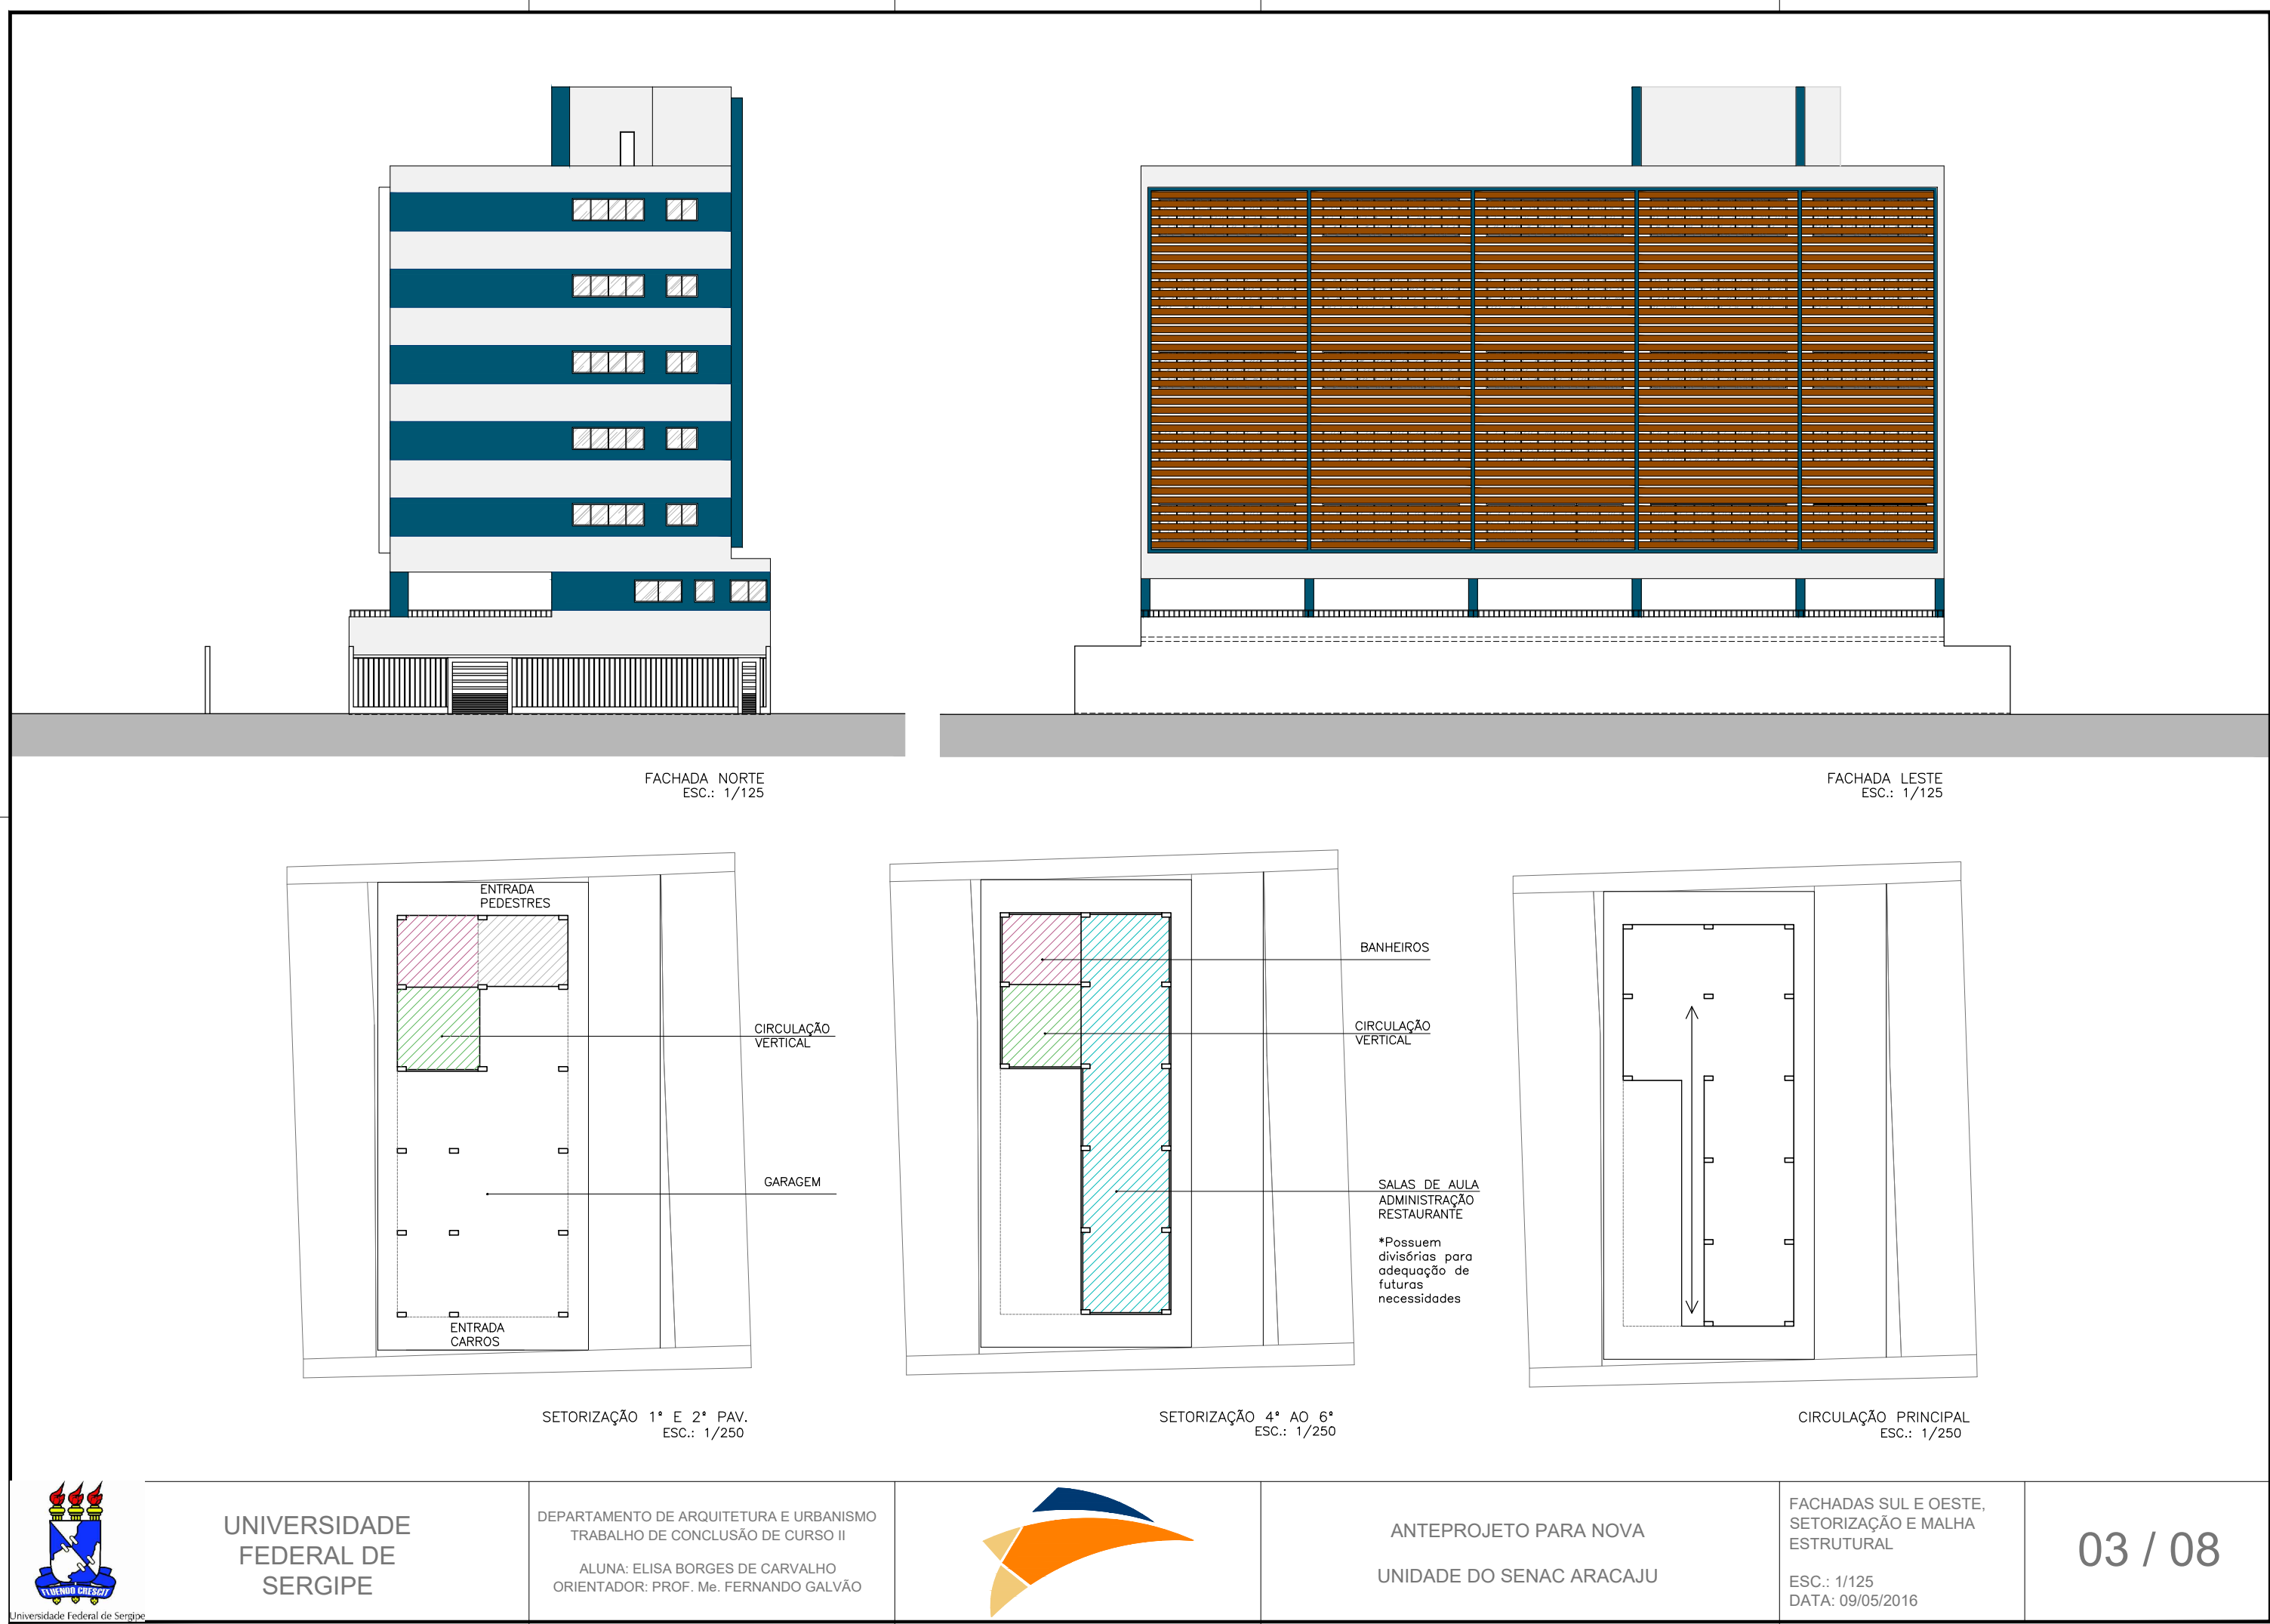 FACHADA NORTE
ESC.: 1/125
FACHADA LESTE
ESC.: 1/125
ENTRADA
PEDESTRES
CIRCULAÇÃO
VERTICAL
GARAGEM
ENTRADA
CARROS
SETORIZAÇÃO 1° E 2° PAV.
ESC.: 1/250
BANHEIROS
CIRCULAÇÃO
VERTICAL
SALAS DE AULA
ADMINISTRAÇÃO
RESTAURANTE
*Possuem
divisórias para
adequação de
futuras
necessidades
SETORIZAÇÃO 4° AO 6°
ESC.: 1/250
CIRCULAÇÃO PRINCIPAL
ESC.: 1/250
FLUENDO CRESCIT
Universidade Federal de Sergipe
UNIVERSIDADE
FEDERAL DE
SERGIPE
DEPARTAMENTO DE ARQUITETURA E URBANISMO
TRABALHO DE CONCLUSÃO DE CURSO II
ALUNA: ELISA BORGES DE CARVALHO
ORIENTADOR: PROF. Me. FERNANDO GALVÃO
ANTEPROJETO PARA NOVA
UNIDADE DO SENAC ARACAJU
FACHADAS SUL E OESTE,
SETORIZAÇÃO E MALHA
ESTRUTURAL
ESC.: 1/125
DATA: 09/05/2016
03 / 08